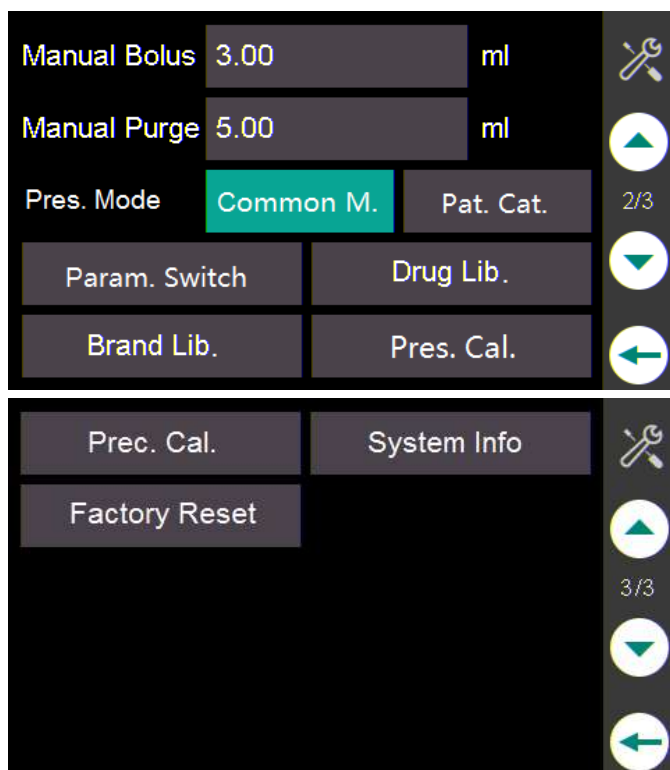 Manual Bolus 3.00 ml
Manual Purge 5.00 ml
Pres. Mode Common M. Pat. Cat. 2/3
Param. Switch Drug Lib.
Brand Lib. Pres. Cal.
Prec. Cal. System Info
Factory Reset
3/3